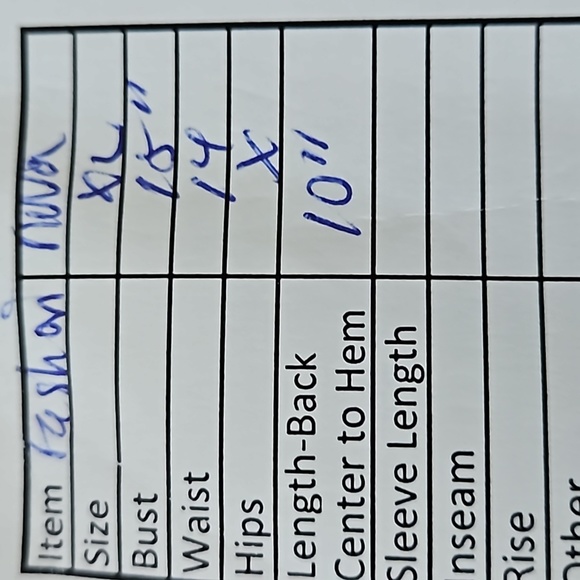 Item Fashion Nova
Size XL
Bust 15"
Waist 14
Hips X
Length-Back
Center to Hem 10"
Sleeve Length
Inseam
Rise
Other